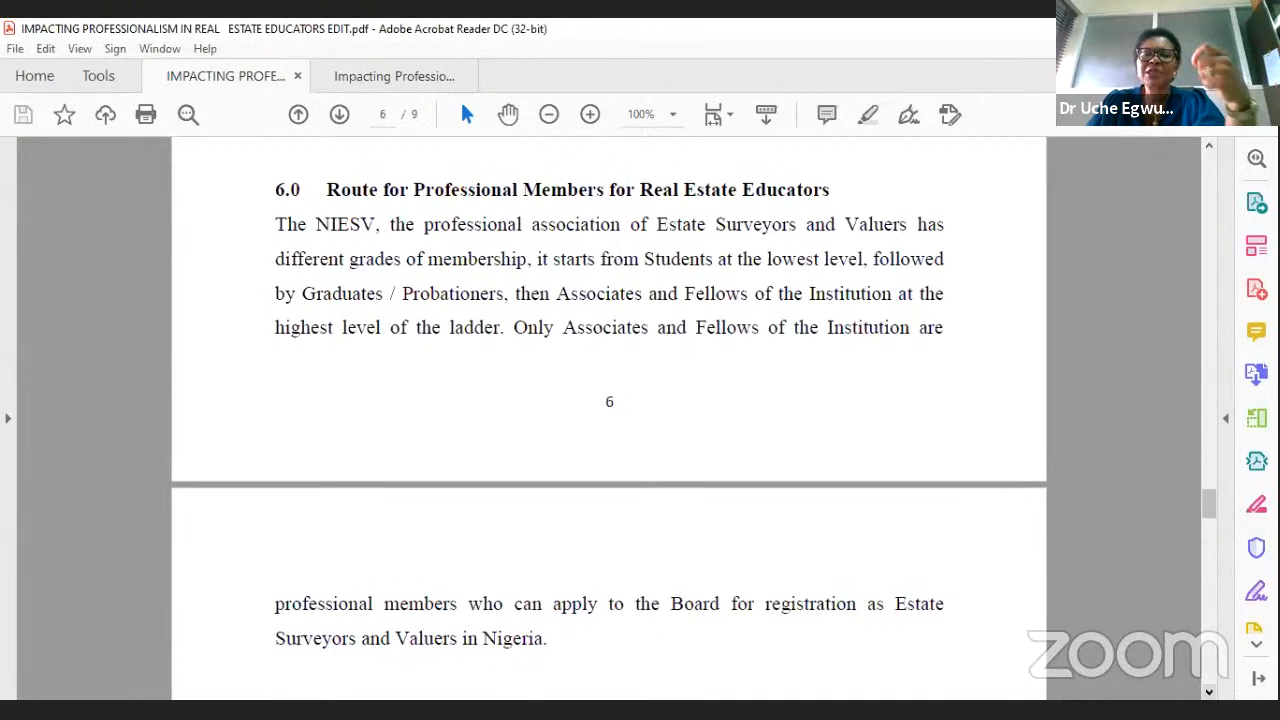 IMPACTING PROFESSIONALISM IN REAL ESTATE EDUCATORS EDIT.pdf - Adobe Acrobat Reader DC (32-bit)
File Edit View Sign Window Help
Home Tools IMPACTING PROFE... × Impacting Professio...
6 / 9 100%
Dr Uche Egwu...
6.0 Route for Professional Members for Real Estate Educators
The NIESV, the professional association of Estate Surveyors and Valuers has
different grades of membership, it starts from Students at the lowest level, followed
by Graduates / Probationers, then Associates and Fellows of the Institution at the
highest level of the ladder. Only Associates and Fellows of the Institution are
6
professional members who can apply to the Board for registration as Estate
Surveyors and Valuers in Nigeria.
zoom